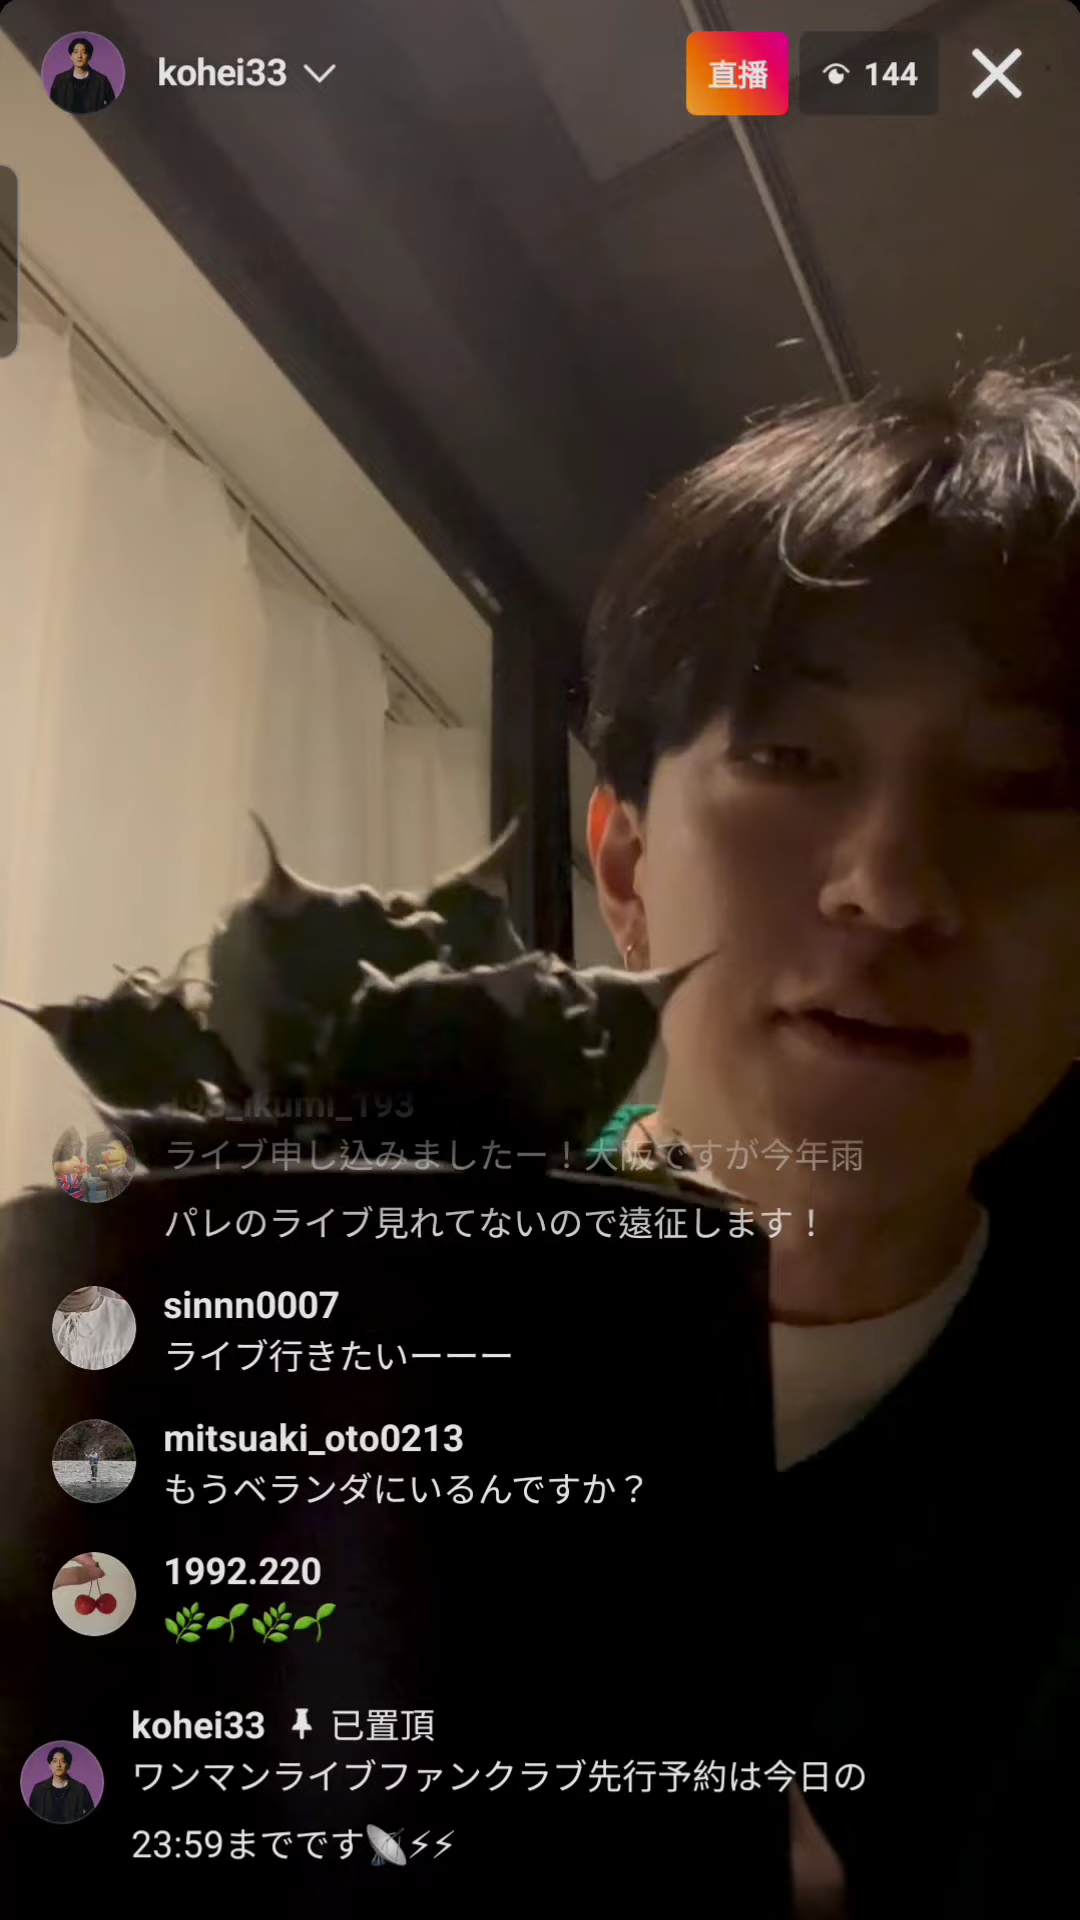 kohei33
直播
144
193_ikumi_193
ライブ申し込みましたー！大阪ですが今年雨
パレのライブ見れてないので遠征します！
sinnn0007
ライブ行きたいーーー
mitsuaki_oto0213
もうベランダにいるんですか？
1992.220
🌿🌱🌿🌱
kohei33 📌 已置頂
ワンマンライブファンクラブ先行予約は今日の
23:59までです📡⚡⚡